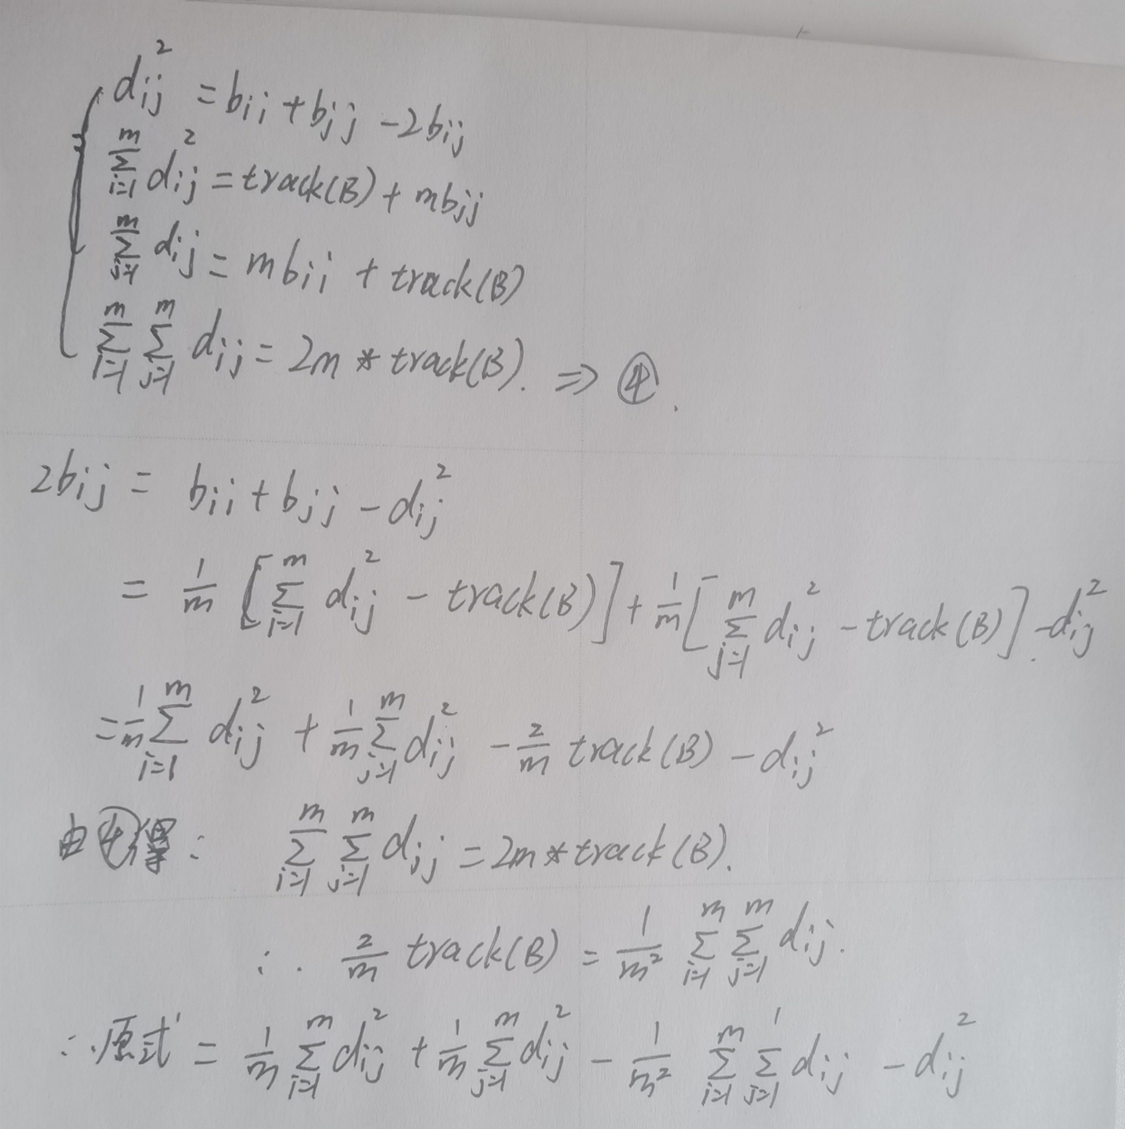 d_{ij}^2 = b_{ii} + b_{jj} - 2b_{ij}
\sum_{i=1}^{m} d_{ij}^2 = track(B) + mb_{jj}
\sum_{j=1}^{m} d_{ij} = mb_{ii} + track(B)
\sum_{i=1}^{m} \sum_{j=1}^{m} d_{ij} = 2m * track(B). ⇒ ④.
2b_{ij} = b_{ii} + b_{jj} - d_{ij}^2
= \frac{1}{m} [\sum_{i=1}^{m} d_{ij}^2 - track(B)] + \frac{1}{m} [\sum_{j=1}^{m} d_{ij}^2 - track(B)] - d_{ij}^2
= \frac{1}{m} \sum_{i=1}^{m} d_{ij}^2 + \frac{1}{m} \sum_{j=1}^{m} d_{ij}^2 - \frac{2}{m} track(B) - d_{ij}^2
由④得: \sum_{i=1}^{m} \sum_{j=1}^{m} d_{ij} = 2m * track(B).
∴ \frac{2}{m} track(B) = \frac{1}{m^2} \sum_{i=1}^{m} \sum_{j=1}^{m} d_{ij}.
∴原式 = \frac{1}{m} \sum_{i=1}^{m} d_{ij}^2 + \frac{1}{m} \sum_{j=1}^{m} d_{ij}^2 - \frac{1}{m^2} \sum_{i=1}^{m} \sum_{j=1}^{1} d_{ij} - d_{ij}^2